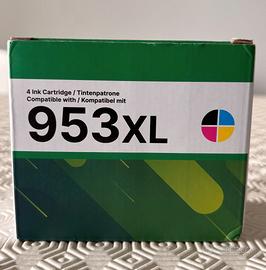 4 Ink Cartridge / Tintenpatrone
Compatible with / Kompatibel mit
953XL